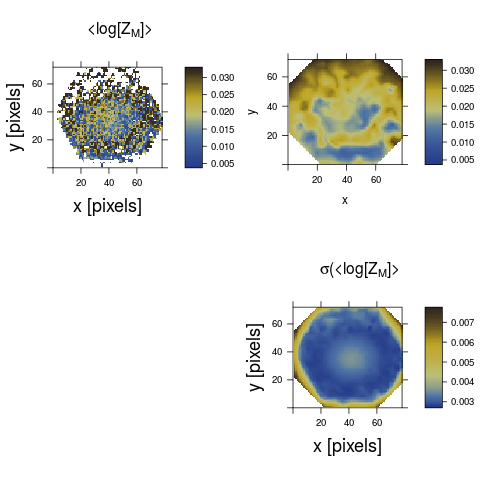 <log[Z_M]>
y [pixels]
60
40
20
20 40 60
x [pixels]
0.030
0.025
0.020
0.015
0.010
0.005
y
60
40
20
20 40 60
x
0.030
0.025
0.020
0.015
0.010
0.005
σ(<log[Z_M]>
y [pixels]
60
40
20
20 40 60
x [pixels]
0.007
0.006
0.005
0.004
0.003